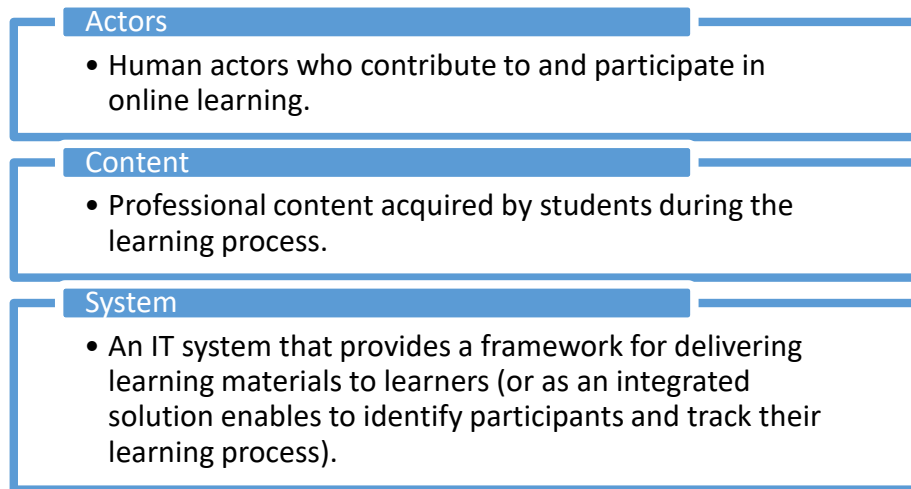 Actors
• Human actors who contribute to and participate in
online learning.
Content
• Professional content acquired by students during the
learning process.
System
• An IT system that provides a framework for delivering
learning materials to learners (or as an integrated
solution enables to identify participants and track their
learning process).